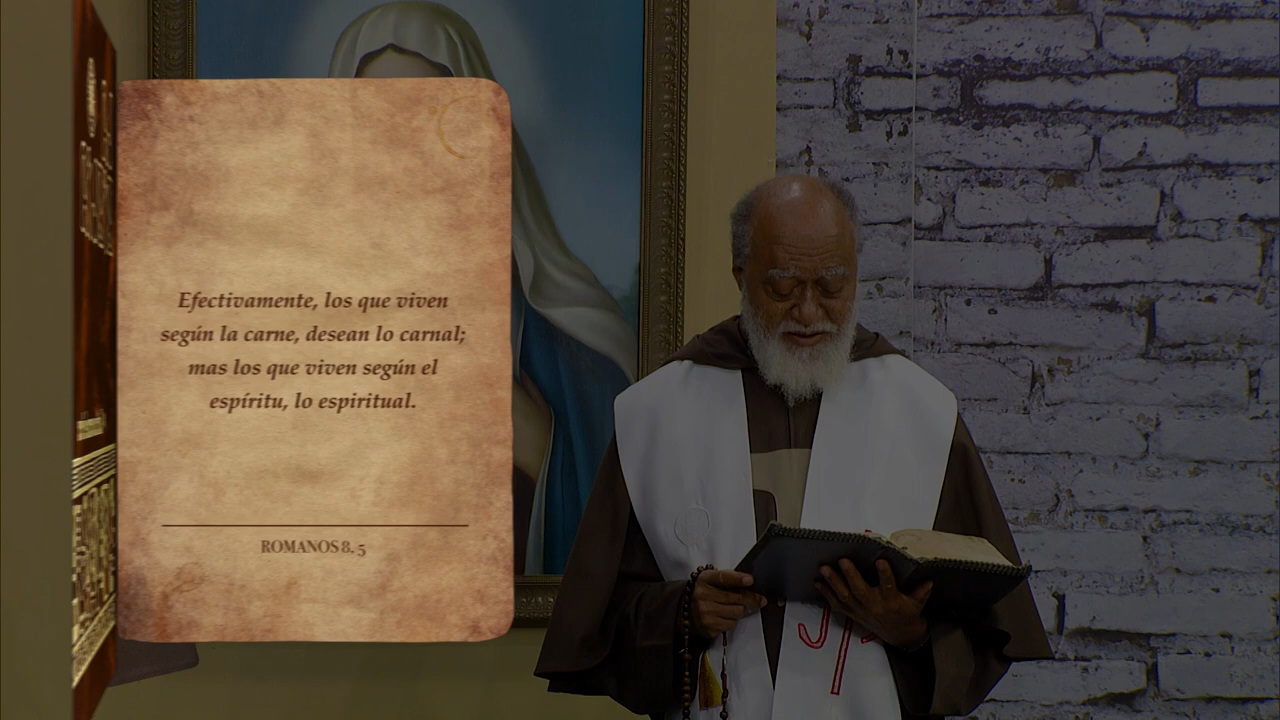 Efectivamente, los que viven
según la carne, desean lo carnal;
mas los que viven según el
espíritu, lo espiritual.
ROMANOS 8, 5